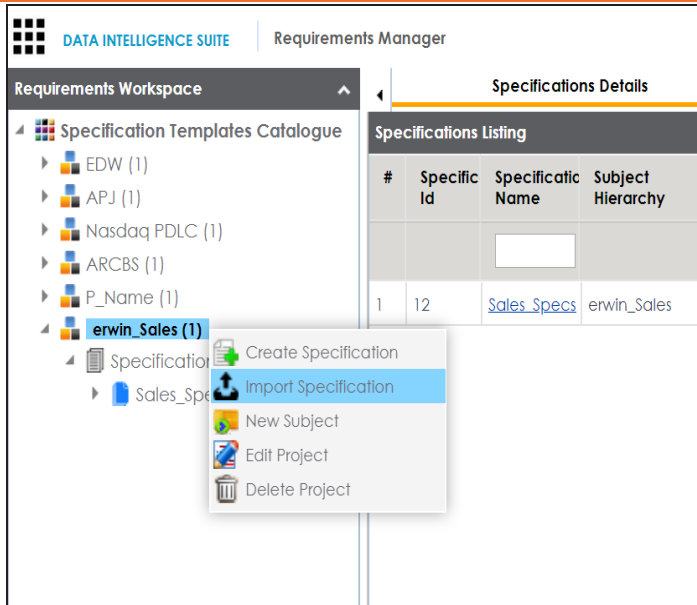 DATA INTELLIGENCE SUITE Requirements Manager
Requirements Workspace
Specifications Details
Specification Templates Catalogue
Specifications Listing
EDW (1)
# Specific Id Specificatio Name Subject Hierarchy
APJ (1)
Nasdaq PDLC (1)
ARCBS (1)
P_Name (1)
1 12 Sales_Specs erwin_Sales
erwin_Sales (1)
Specification
Sales_Spe
Create Specification
Import Specification
New Subject
Edit Project
Delete Project